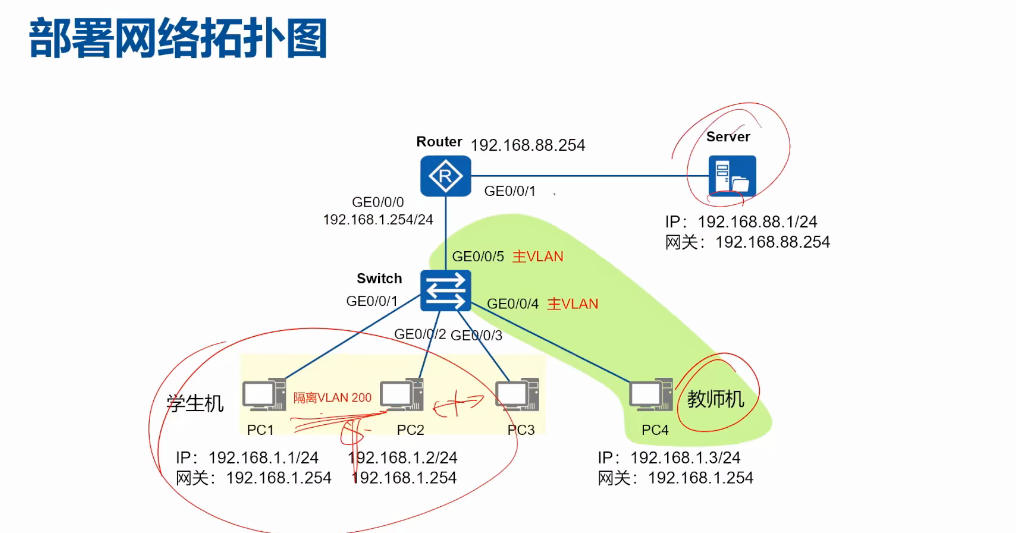 部署网络拓扑图
Router 192.168.88.254
Server
R
GE0/0/1
GE0/0/0
192.168.1.254/24
IP：192.168.88.1/24
网关：192.168.88.254
GE0/0/5 主VLAN
Switch
GE0/0/1
GE0/0/4 主VLAN
GE0/0/2 GE0/0/3
学生机
隔离VLAN 200
教师机
PC1
PC2
PC3
PC4
IP：192.168.1.1/24
网关：192.168.1.254
192.168.1.2/24
192.168.1.254
IP：192.168.1.3/24
网关：192.168.1.254